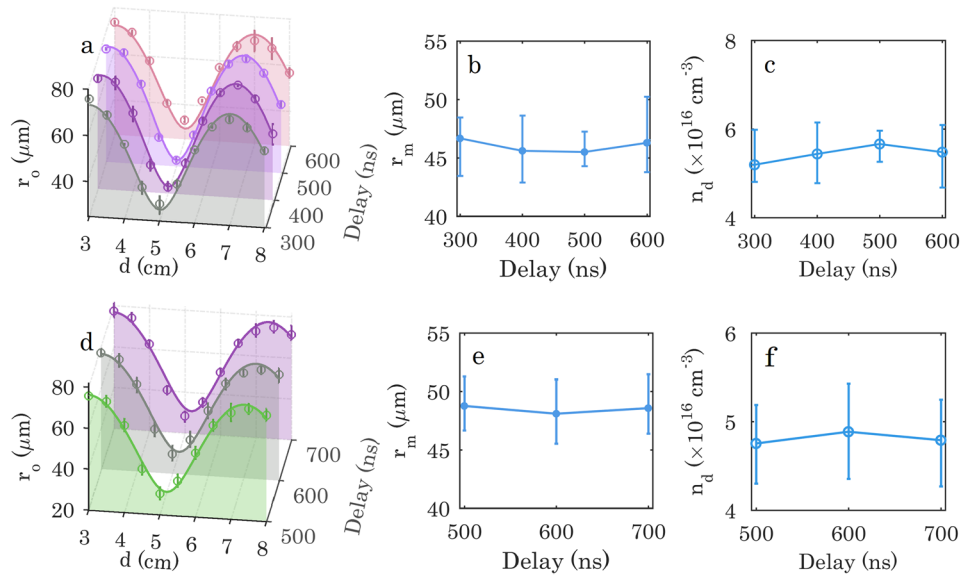 a
80
60
40
r_o (μm)
3
4
5
6
7
8
d (cm)
600
500
400
300
Delay (ns)
b
55
50
45
40
r_m (μm)
300 400 500 600
Delay (ns)
c
8
6
4
n_d (×10^16 cm^-3)
300 400 500 600
Delay (ns)
d
80
60
40
20
r_o (μm)
3
4
5
6
7
8
d (cm)
700
600
500
Delay (ns)
e
55
50
45
40
r_m (μm)
500 600 700
Delay (ns)
f
6
5
4
n_d (×10^16 cm^-3)
500 600 700
Delay (ns)